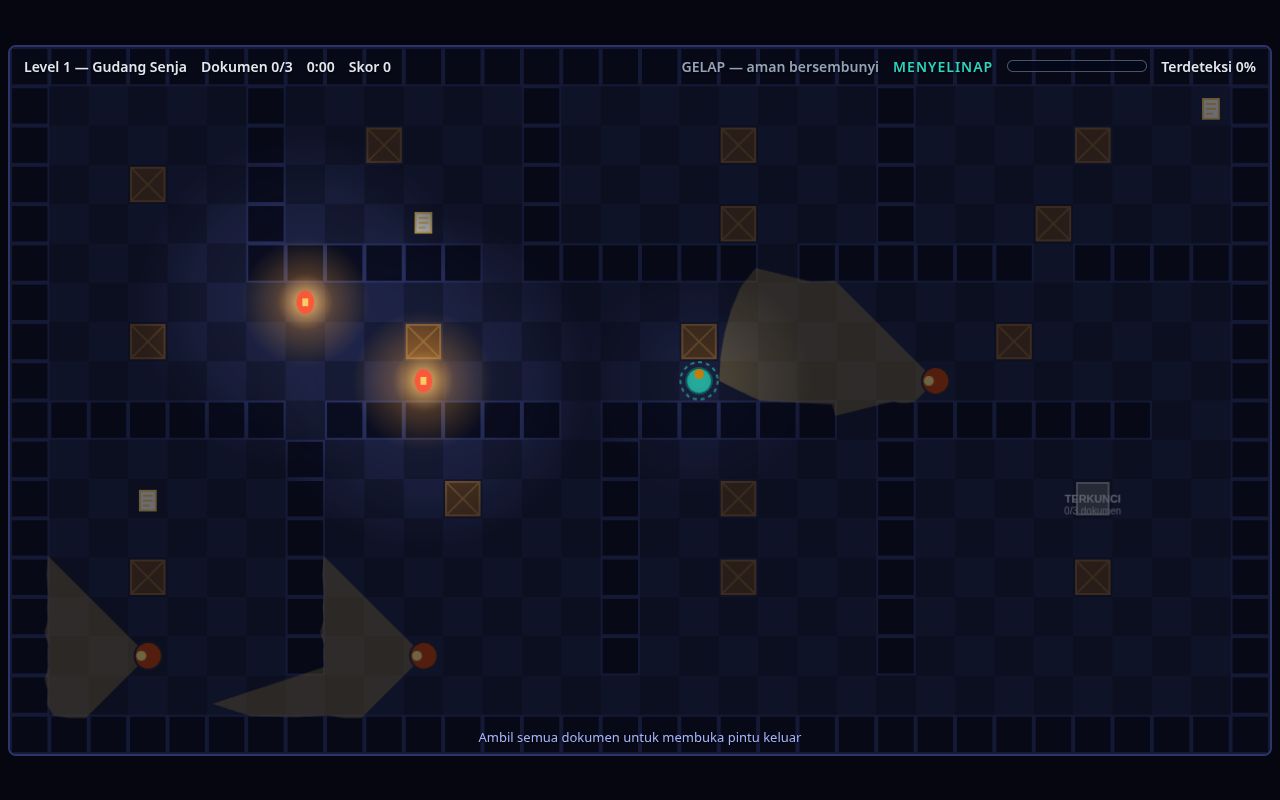 Level 1 — Gudang Senja Dokumen 0/3 0:00 Skor 0 GELAP — aman bersembunyi MENYELINAP Terdeteksi 0%
TERKUNCI
0/3 dokumen
Ambil semua dokumen untuk membuka pintu keluar